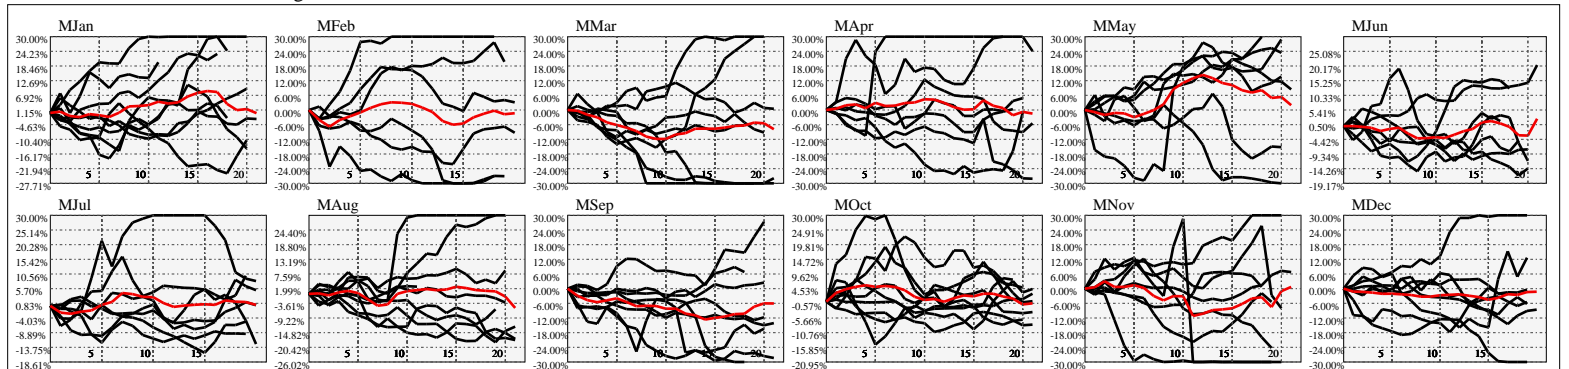 MJan MFeb MMar MApr MMay MJun
30.00% 30.00% 30.00% 30.00% 30.00%
24.23% 24.00% 24.00% 24.00% 24.00% 25.08%
18.46% 18.00% 18.00% 18.00% 18.00% 20.17%
12.69% 12.00% 12.00% 12.00% 12.00% 15.25%
6.92% 6.00% 6.00% 6.00% 6.00% 10.33%
1.15% 0.00% 0.00% 0.00% 0.00% 5.41%
-4.63% -6.00% -6.00% -6.00% -6.00% 0.50%
-10.40% -12.00% -12.00% -12.00% -12.00% -4.42%
-16.17% -18.00% -18.00% -18.00% -18.00% -9.34%
-21.94% -24.00% -24.00% -24.00% -24.00% -14.26%
5 10 15 20 5 10 15 20 5 10 15 20 5 10 15 20 5 10 15 20 5 10 15 20
-27.71% -30.00% -30.00% -30.00% -30.00% -19.17%
MJul MAug MSep MOct MNov MDec
30.00% 30.00% 30.00% 30.00% 30.00%
25.14% 24.40% 24.00% 24.91% 24.00% 24.00%
20.28% 18.80% 18.00% 19.81% 18.00% 18.00%
15.42% 13.19% 12.00% 14.72% 12.00% 12.00%
10.56% 7.59% 6.00% 9.62% 6.00% 6.00%
5.70% 1.99% 0.00% 4.53% 0.00% 0.00%
0.83% -3.61% -6.00% -0.57% -6.00% -6.00%
-4.03% -9.22% -12.00% -5.66% -12.00% -12.00%
-8.89% -14.82% -18.00% -10.76% -18.00% -18.00%
-13.75% -20.42% -24.00% -15.85% -24.00% -24.00%
5 10 15 5 10 15 20 5 10 15 20 5 10 15 20 5 10 15 20 5 10 15
-18.61% -26.02% -30.00% -20.95% -30.00% -30.00%